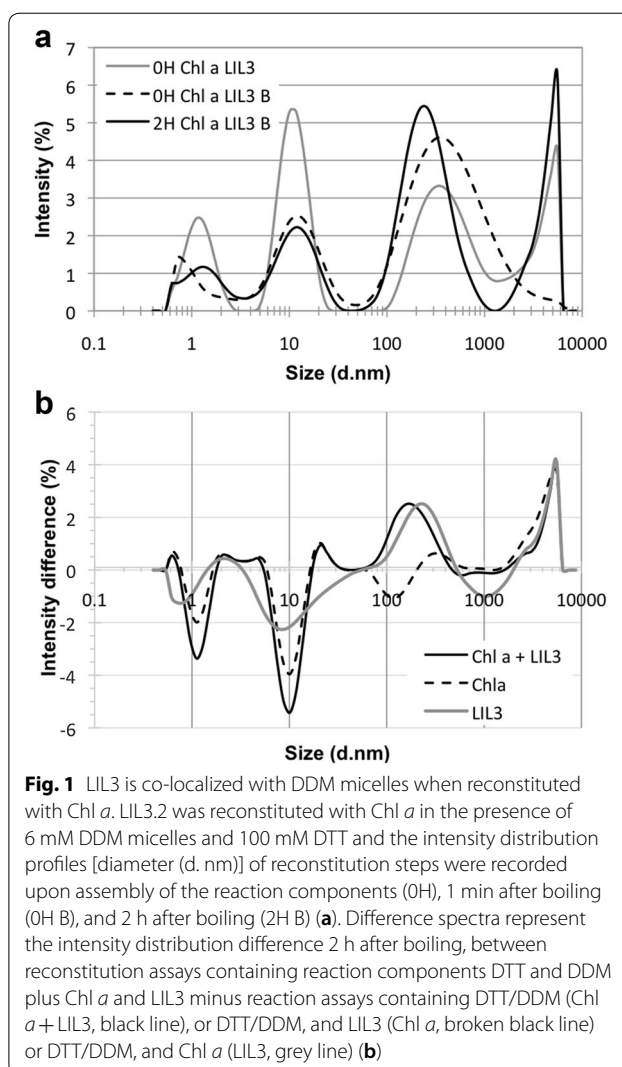 a
7
6
5
4
3
2
1
0
Intensity (%)
0H Chl a LIL3
0H Chl a LIL3 B
2H Chl a LIL3 B
0.1 1 10 100 1000 10000
Size (d.nm)
b
6
4
2
0
-2
-4
-6
Intensity difference (%)
0.1 1 10 100 1000 10000
Chl a + LIL3
Chla
LIL3
Size (d.nm)
Fig. 1 LIL3 is co-localized with DDM micelles when reconstituted
with Chl a. LIL3.2 was reconstituted with Chl a in the presence of
6 mM DDM micelles and 100 mM DTT and the intensity distribution
profiles [diameter (d. nm)] of reconstitution steps were recorded
upon assembly of the reaction components (0H), 1 min after boiling
(0H B), and 2 h after boiling (2H B) (a). Difference spectra represent
the intensity distribution difference 2 h after boiling, between
reconstitution assays containing reaction components DTT and DDM
plus Chl a and LIL3 minus reaction assays containing DTT/DDM (Chl
a + LIL3, black line), or DTT/DDM, and LIL3 (Chl a, broken black line)
or DTT/DDM, and Chl a (LIL3, grey line) (b)